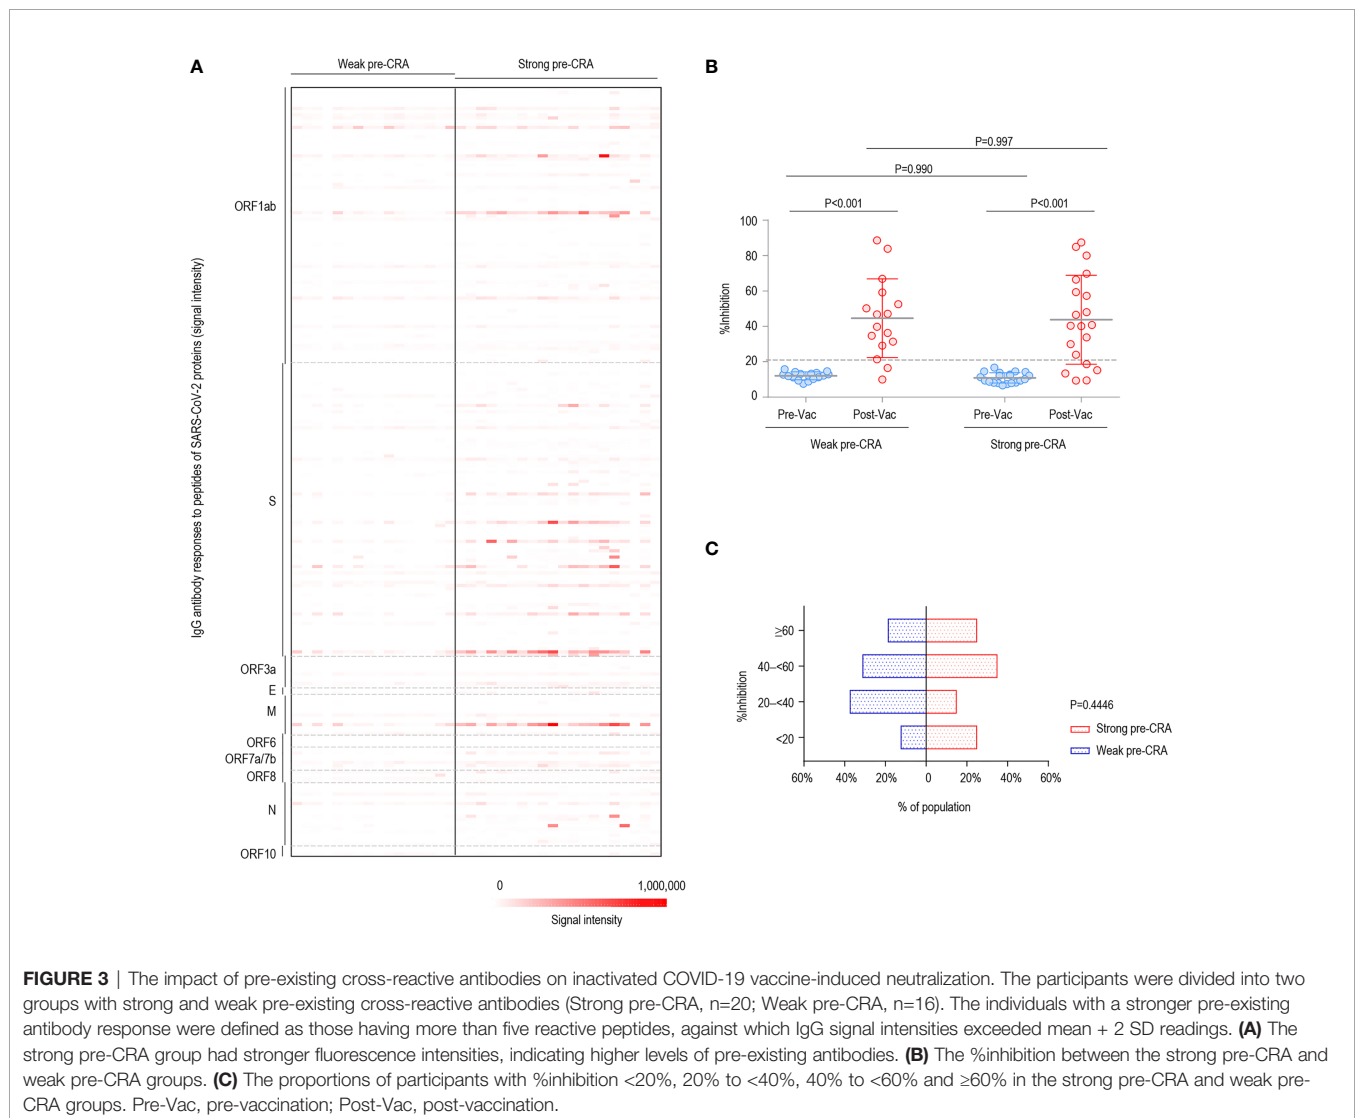 A
Weak pre-CRA
Strong pre-CRA
IgG antibody responses to peptides of SARS-CoV-2 proteins (signal intensity)
ORF1ab
S
ORF3a
E
M
ORF6
ORF7a/7b
ORF8
N
ORF10
0
1,000,000
Signal intensity
B
P=0.997
P=0.990
P<0.001
P<0.001
%Inhibition
100
80
60
40
20
0
Pre-Vac
Post-Vac
Pre-Vac
Post-Vac
Weak pre-CRA
Strong pre-CRA
C
%Inhibition
≥60
40–<60
20–<40
<20
60%
40%
20%
0
20%
40%
60%
% of population
P=0.4446
Strong pre-CRA
Weak pre-CRA
FIGURE 3 | The impact of pre-existing cross-reactive antibodies on inactivated COVID-19 vaccine-induced neutralization. The participants were divided into two
groups with strong and weak pre-existing cross-reactive antibodies (Strong pre-CRA, n=20; Weak pre-CRA, n=16). The individuals with a stronger pre-existing
antibody response were defined as those having more than five reactive peptides, against which IgG signal intensities exceeded mean + 2 SD readings. (A) The
strong pre-CRA group had stronger fluorescence intensities, indicating higher levels of pre-existing antibodies. (B) The %inhibition between the strong pre-CRA and
weak pre-CRA groups. (C) The proportions of participants with %inhibition <20%, 20% to <40%, 40% to <60% and ≥60% in the strong pre-CRA and weak pre-
CRA groups. Pre-Vac, pre-vaccination; Post-Vac, post-vaccination.